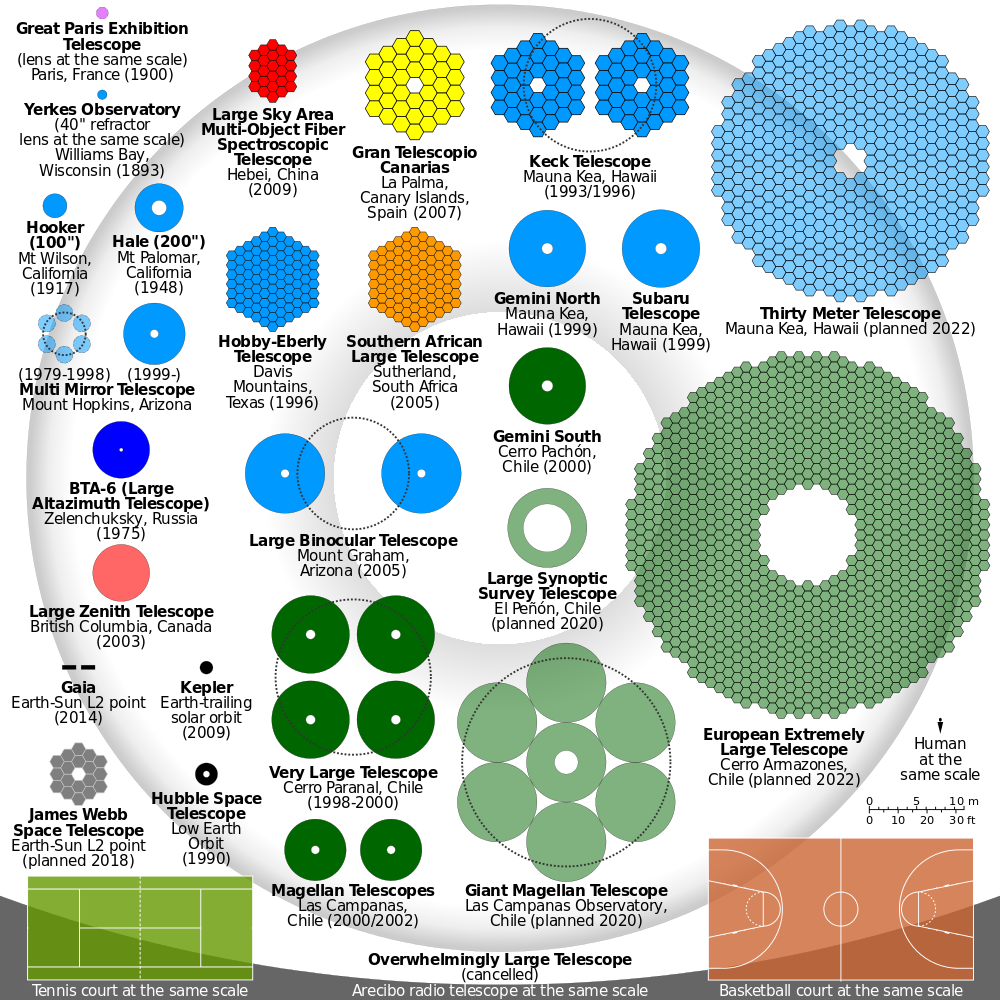 Great Paris Exhibition
Telescope
(lens at the same scale)
Paris, France (1900)
Yerkes Observatory
(40" refractor
lens at the same scale)
Williams Bay,
Wisconsin (1893)
Hooker
(100")
Mt Wilson,
California
(1917)
Hale (200")
Mt Palomar,
California
(1948)
(1979-1998) (1999-)
Multi Mirror Telescope
Mount Hopkins, Arizona
BTA-6 (Large
Altazimuth Telescope)
Zelenchuksky, Russia
(1975)
Large Zenith Telescope
British Columbia, Canada
(2003)
Gaia
Earth-Sun L2 point
(2014)
Kepler
Earth-trailing
solar orbit
(2009)
James Webb
Space Telescope
Earth-Sun L2 point
(planned 2018)
Hubble Space
Telescope
Low Earth
Orbit
(1990)
Large Sky Area
Multi-Object Fiber
Spectroscopic
Telescope
Hebei, China
(2009)
Gran Telescopio
Canarias
La Palma,
Canary Islands,
Spain (2007)
Keck Telescope
Mauna Kea, Hawaii
(1993/1996)
Hobby-Eberly
Telescope
Davis
Mountains,
Texas (1996)
Southern African
Large Telescope
Sutherland,
South Africa
(2005)
Gemini North
Mauna Kea,
Hawaii (1999)
Subaru
Telescope
Mauna Kea,
Hawaii (1999)
Thirty Meter Telescope
Mauna Kea, Hawaii (planned 2022)
Gemini South
Cerro Pachón,
Chile (2000)
Large Binocular Telescope
Mount Graham,
Arizona (2005)
Large Synoptic
Survey Telescope
El Peñón, Chile
(planned 2020)
Very Large Telescope
Cerro Paranal, Chile
(1998-2000)
Magellan Telescopes
Las Campanas,
Chile (2000/2002)
Giant Magellan Telescope
Las Campanas Observatory,
Chile (planned 2020)
European Extremely
Large Telescope
Cerro Armazones,
Chile (planned 2022)
Human
at the
same scale
0 5 10 m
0 10 20 30 ft
Overwhelmingly Large Telescope
(cancelled)
Tennis court at the same scale
Arecibo radio telescope at the same scale
Basketball court at the same scale